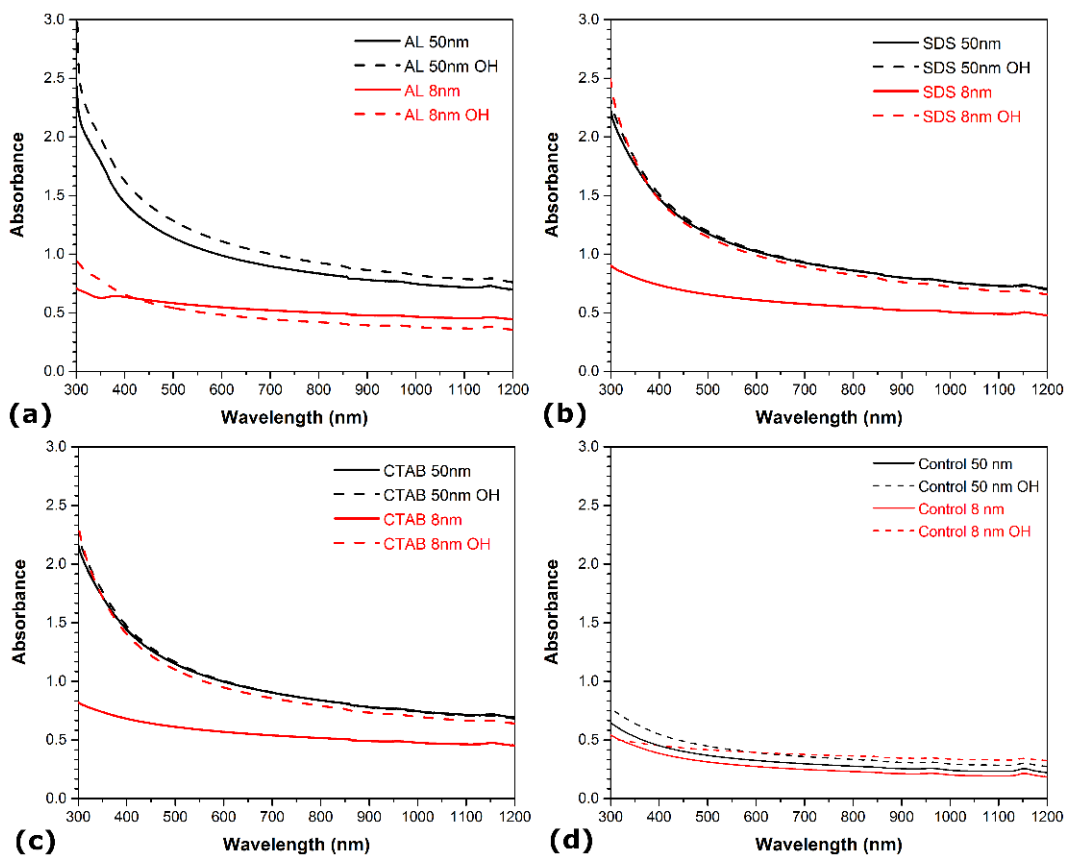 3.0
2.5
2.0
1.5
1.0
0.5
0.0
Absorbance
300 400 500 600 700 800 900 1000 1100 1200
Wavelength (nm)
AL 50nm
AL 50nm OH
AL 8nm
AL 8nm OH
(a)
3.0
2.5
2.0
1.5
1.0
0.5
0.0
Absorbance
300 400 500 600 700 800 900 1000 1100 1200
Wavelength (nm)
SDS 50nm
SDS 50nm OH
SDS 8nm
SDS 8nm OH
(b)
3.0
2.5
2.0
1.5
1.0
0.5
0.0
Absorbance
300 400 500 600 700 800 900 1000 1100 1200
Wavelength (nm)
CTAB 50nm
CTAB 50nm OH
CTAB 8nm
CTAB 8nm OH
(c)
3.0
2.5
2.0
1.5
1.0
0.5
0.0
Absorbance
300 400 500 600 700 800 900 1000 1100 1200
Wavelength (nm)
Control 50 nm
Control 50 nm OH
Control 8 nm
Control 8 nm OH
(d)